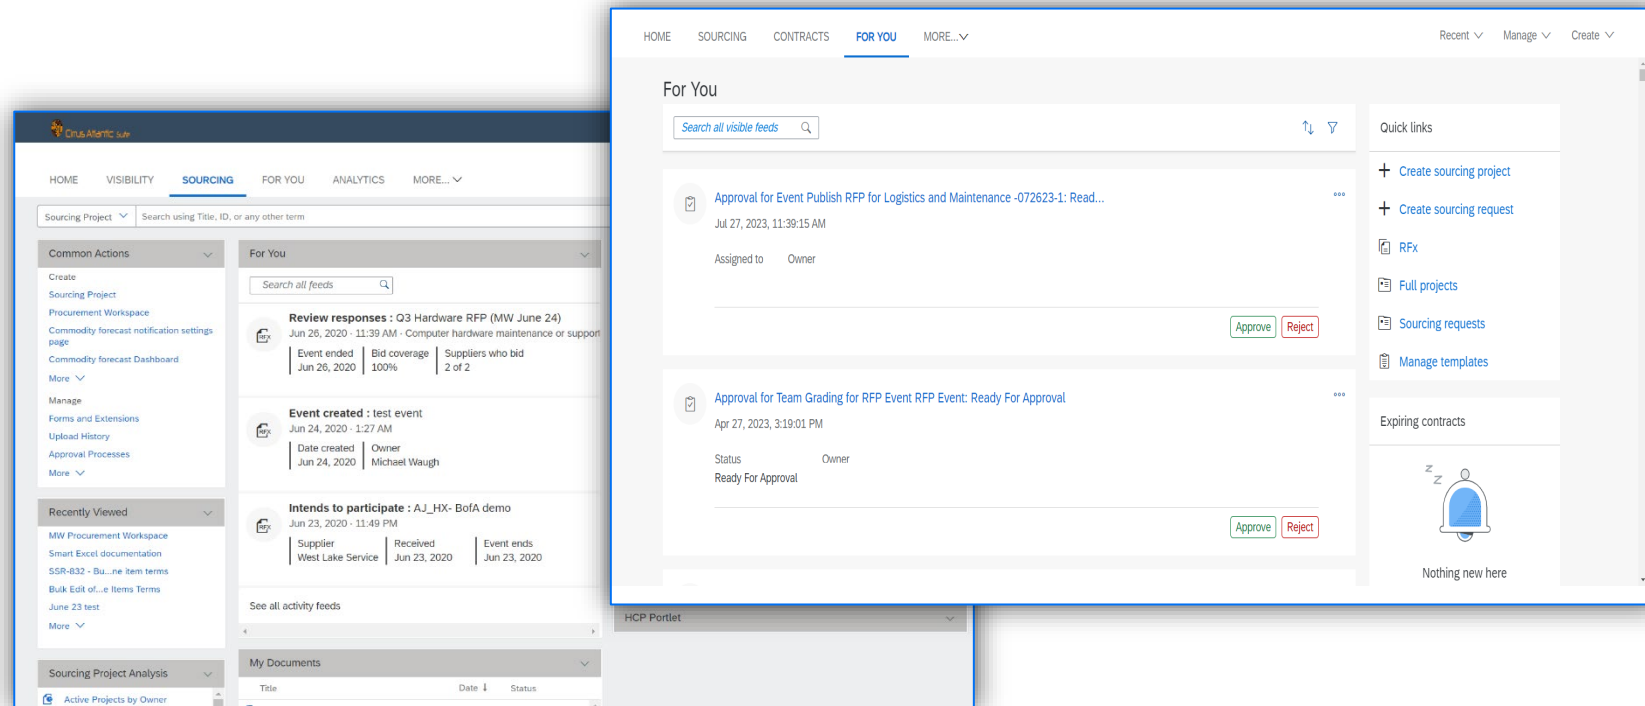 HOME SOURCING CONTRACTS FOR YOU MORE... Recent Manage Create
For You
Search all visible feeds
Approval for Event Publish RFP for Logistics and Maintenance -072623-1: Read...
Jul 27, 2023, 11:39:15 AM
Assigned to Owner
Approve Reject
Approval for Team Grading for RFP Event RFP Event: Ready For Approval
Apr 27, 2023, 3:19:01 PM
Status Owner
Ready For Approval
Approve Reject
Quick links
Create sourcing project
Create sourcing request
RFx
Full projects
Sourcing requests
Manage templates
Expiring contracts
z
z
Nothing new here
Cirus Atlantic Suite
HOME VISIBILITY SOURCING FOR YOU ANALYTICS MORE...
Sourcing Project Search using Title, ID, or any other term
Common Actions
Create
Sourcing Project
Procurement Workspace
Commodity forecast notification settings
page
Commodity forecast Dashboard
More
Manage
Forms and Extensions
Upload History
Approval Processes
More
Recently Viewed
MW Procurement Workspace
Smart Excel documentation
SSR-832 - Bu...ne item terms
Bulk Edit of...e Items Terms
June 23 test
More
Sourcing Project Analysis
Active Projects by Owner
For You
Search all feeds
Review responses : Q3 Hardware RFP (MW June 24)
RFx
Jun 26, 2020 - 11:39 AM - Computer hardware maintenance or support
Event ended Bid coverage Suppliers who bid
Jun 26, 2020 100% 2 of 2
Event created : test event
RFx
Jun 24, 2020 - 1:27 AM
Date created Owner
Jun 24, 2020 Michael Waugh
Intends to participate : AJ_HX- BofA demo
RFx
Jun 23, 2020 - 11:49 PM
Supplier Received Event ends
West Lake Service Jun 23, 2020 Jun 23, 2020
See all activity feeds
My Documents
Title Date Status
HCP Portlet